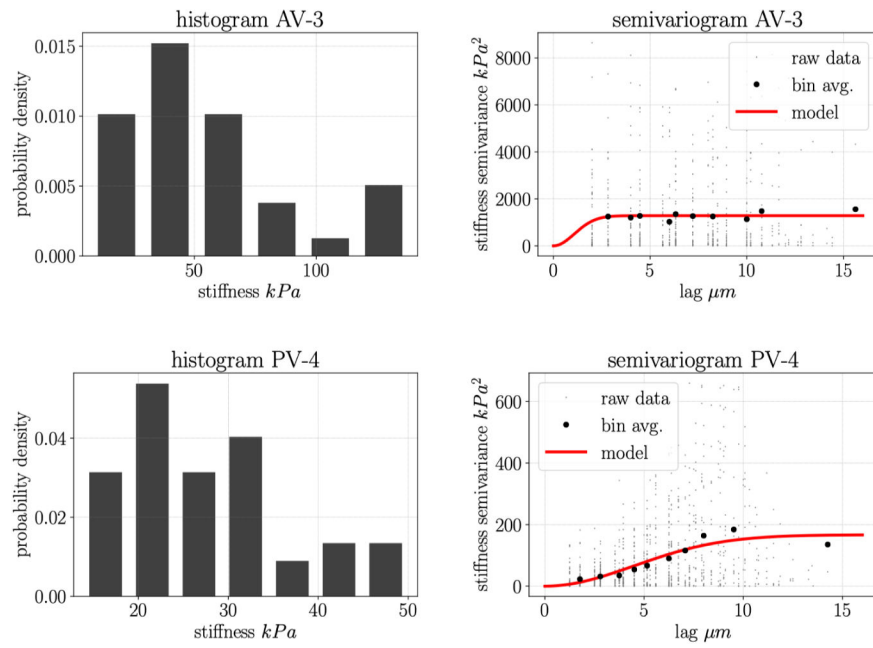 histogram AV-3
probability density
0.015
0.010
0.005
0.000
50
100
stiffness kPa
semivariogram AV-3
stiffness semivariance kPa²
8000
6000
4000
2000
0
raw data
bin avg.
model
0
5
10
15
lag μm
histogram PV-4
probability density
0.04
0.02
0.00
20
30
40
50
stiffness kPa
semivariogram PV-4
stiffness semivariance kPa²
600
400
200
0
raw data
bin avg.
model
0
5
10
15
lag μm